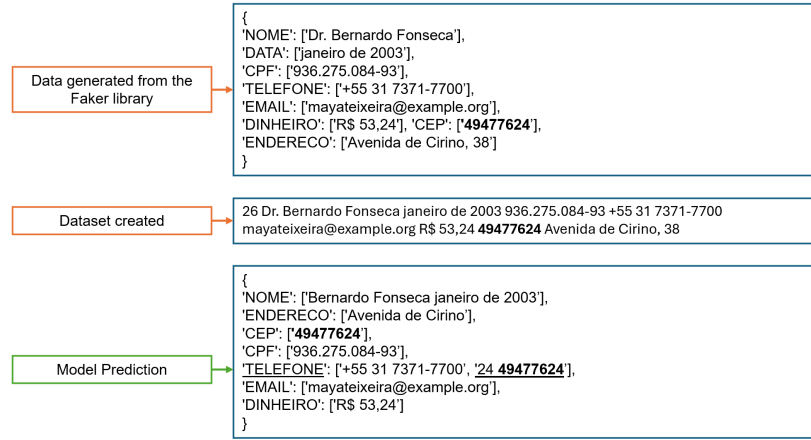 Data generated from the
Faker library
{
'NOME': ['Dr. Bernardo Fonseca'],
'DATA': ['janeiro de 2003'],
'CPF': ['936.275.084-93'],
'TELEFONE': ['+55 31 7371-7700'],
'EMAIL': ['mayateixeira@example.org'],
'DINHEIRO': ['R$ 53,24'], 'CEP': ['49477624'],
'ENDERECO': ['Avenida de Cirino, 38']
}
Dataset created
26 Dr. Bernardo Fonseca janeiro de 2003 936.275.084-93 +55 31 7371-7700
mayateixeira@example.org R$ 53,24 49477624 Avenida de Cirino, 38
Model Prediction
{
'NOME': ['Bernardo Fonseca janeiro de 2003'],
'ENDERECO': ['Avenida de Cirino'],
'CEP': ['49477624'],
'CPF': ['936.275.084-93'],
'TELEFONE': ['+55 31 7371-7700', '24 49477624'],
'EMAIL': ['mayateixeira@example.org'],
'DINHEIRO': ['R$ 53,24']
}